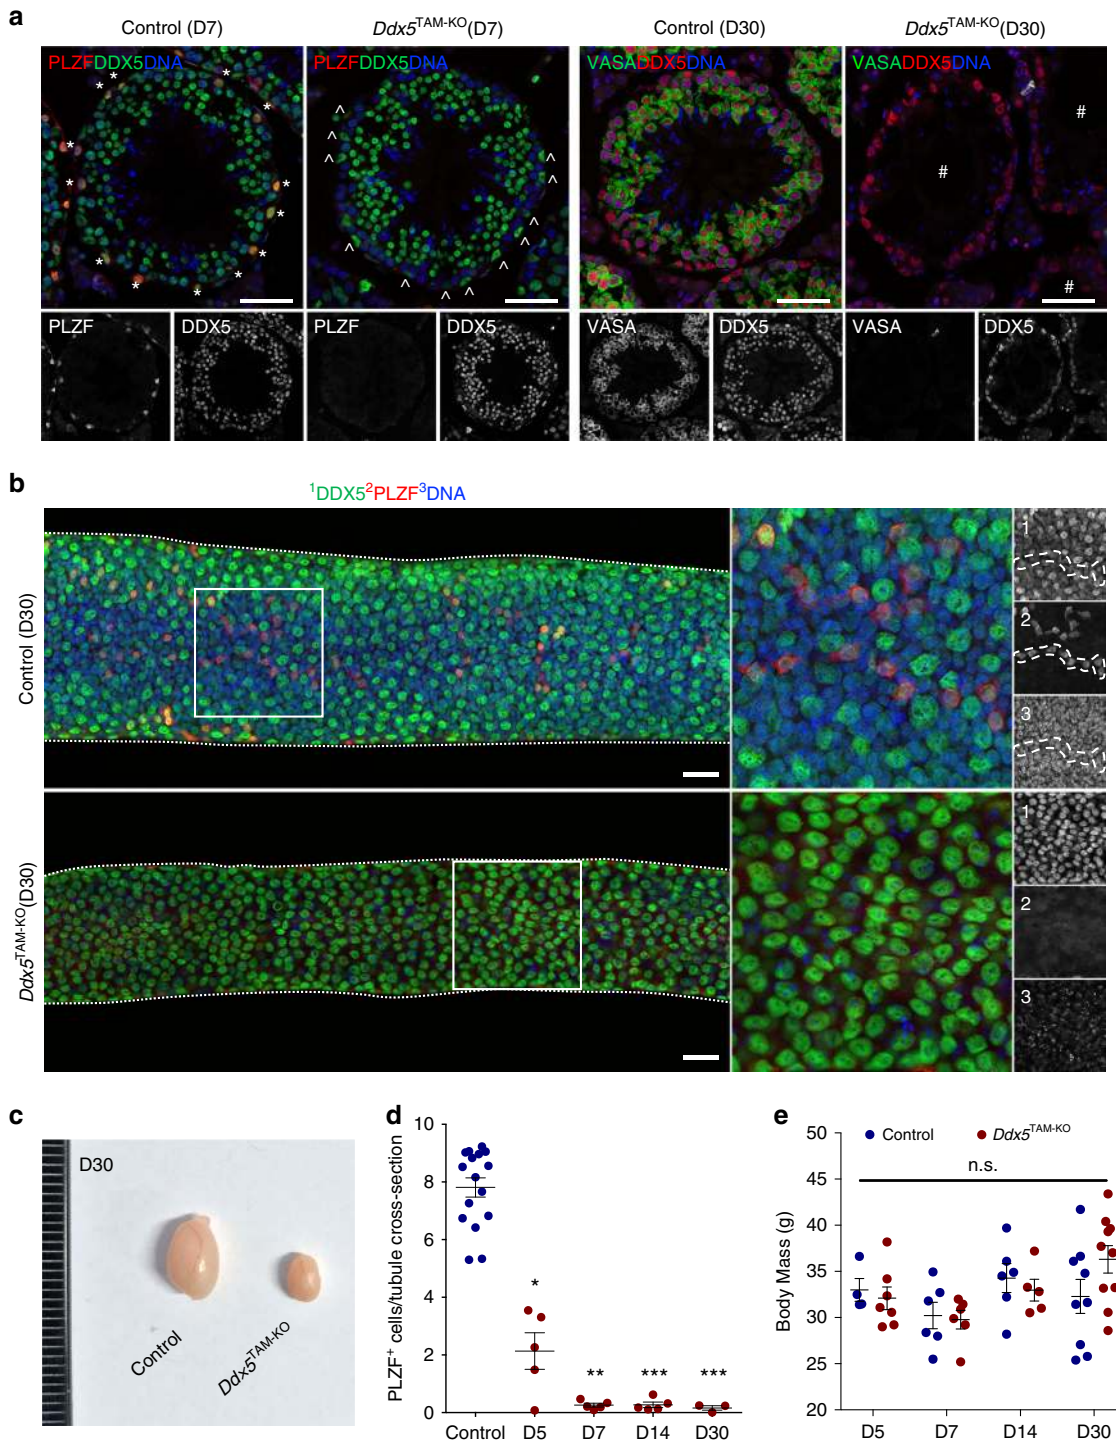 a
Control (D7)
Ddx5TAM-KO(D7)
Control (D30)
Ddx5TAM-KO(D30)
PLZFDDX5DNA
* * * * * * * * * * * * *
PLZFDDX5DNA
^ ^ ^ ^ ^ ^ ^ ^ ^ ^ ^ ^ ^
VASADDX5DNA
VASADDX5DNA
#
#
#
PLZF
DDX5
PLZF
DDX5
VASA
DDX5
VASA
DDX5
b
1DDX52PLZF3DNA
Control (D30)
1
2
3
Ddx5TAM-KO(D30)
1
2
3
c
D30
Control
Ddx5TAM-KO
d
PLZF+ cells/tubule cross-section
10
8
6
4
2
0
*
**
***
***
Control
D5
D7
D14
D30
e
Control
Ddx5TAM-KO
n.s.
Body Mass (g)
50
45
40
35
30
25
20
D5
D7
D14
D30